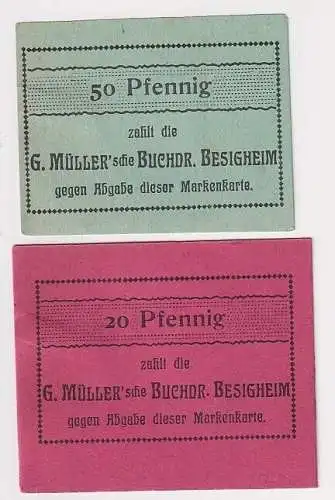 50 Pfennig
zahlt die
G. MÜLLER'sche BUCHDR. BESIGHEIM
gegen Abgabe dieser Markenkarte.
20 Pfennig
zahlt die
G. MÜLLER'sche BUCHDR. BESIGHEIM
gegen Abgabe dieser Markenkarte.